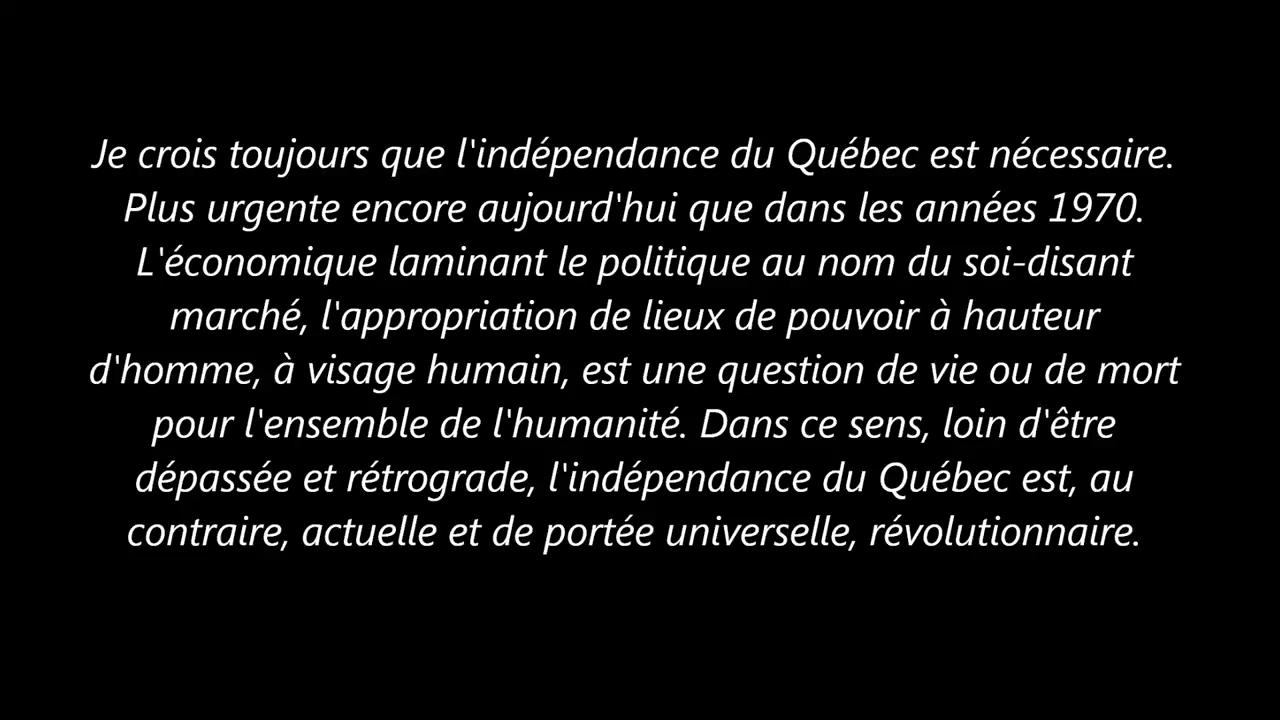 Je crois toujours que l'indépendance du Québec est nécessaire.
Plus urgente encore aujourd'hui que dans les années 1970.
L'économique laminant le politique au nom du soi-disant
marché, l'appropriation de lieux de pouvoir à hauteur
d'homme, à visage humain, est une question de vie ou de mort
pour l'ensemble de l'humanité. Dans ce sens, loin d'être
dépassée et rétrograde, l'indépendance du Québec est, au
contraire, actuelle et de portée universelle, révolutionnaire.